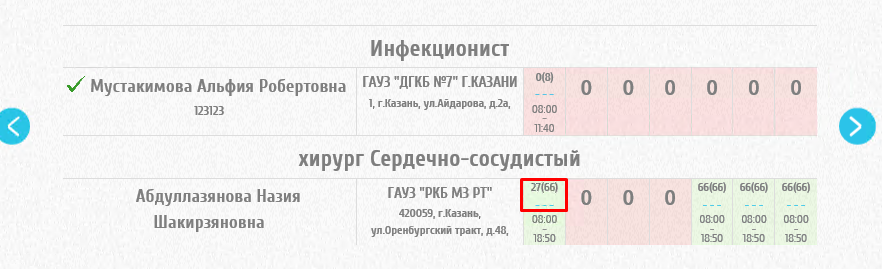 Инфекционист
Мустакимова Альфия Робертовна
123123
ГАУЗ "ДГКБ №7" Г.КАЗАНИ
1, г.Казань, ул.Айдарова, д.2а,
0(8)
---
08:00
–
11:40
0 0 0 0 0 0
хирург Сердечно-сосудистый
Абдуллазянова Назия
Шакирзяновна
ГАУЗ "РКБ МЗ РТ"
420059, г.Казань,
ул.Оренбургский тракт, д.48,
27(66)
---
08:00
–
18:50
0 0 0
66(66) 66(66) 66(66)
--- --- ---
08:00 08:00 08:00
– – –
18:50 18:50 18:50